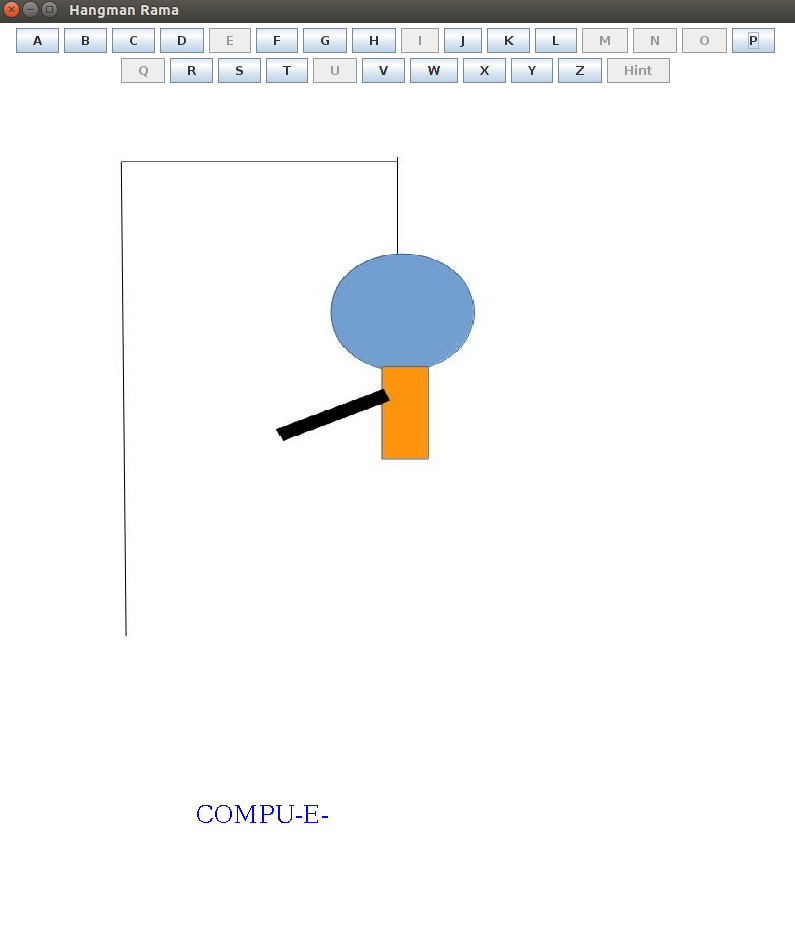 Hangman Rama
A B C D E F G H I J K L M N O P
Q R S T U V W X Y Z Hint
COMPU-E-